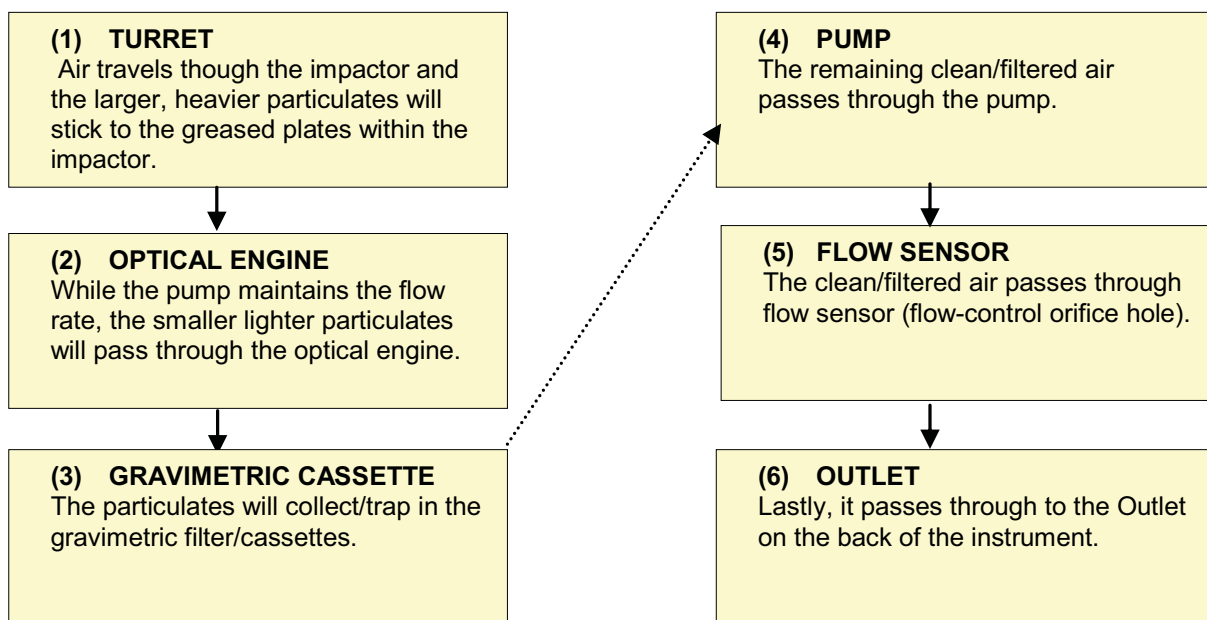 (1) TURRET
Air travels though the impactor and
the larger, heavier particulates will
stick to the greased plates within the
impactor.
(2) OPTICAL ENGINE
While the pump maintains the flow
rate, the smaller lighter particulates
will pass through the optical engine.
(3) GRAVIMETRIC CASSETTE
The particulates will collect/trap in the
gravimetric filter/cassettes.
(4) PUMP
The remaining clean/filtered air
passes through the pump.
(5) FLOW SENSOR
The clean/filtered air passes through
flow sensor (flow-control orifice hole).
(6) OUTLET
Lastly, it passes through to the Outlet
on the back of the instrument.